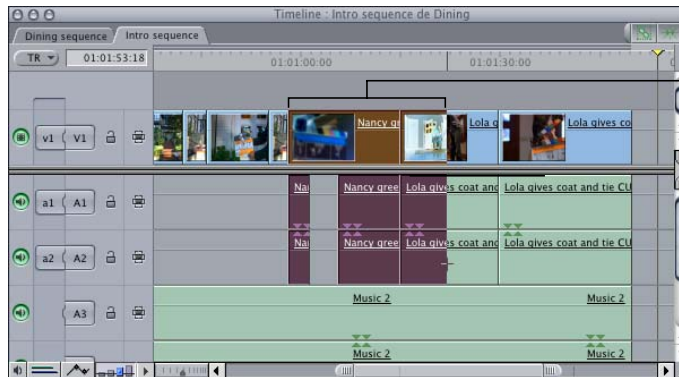 Timeline : Intro sequence de Dining
Dining sequence Intro sequence
TR 01:01:53:18 01:01:00:00 01:01:30:00
v1 V1 Nancy gr Lola g Lola gives co
a1 A1 Nai Nancy gree Lola gives coat and Lola gives coat and tie CU
a2 A2 Nai Nancy gree Lola gives coat and Lola gives coat and tie CU
A3 Music 2 Music 2
Music 2 Music 2